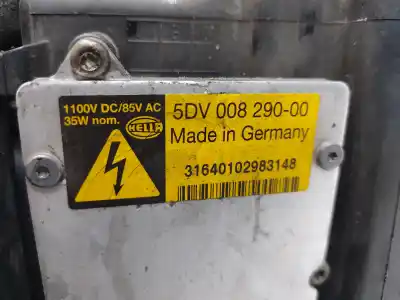 1100V DC/85V AC
35W nom.
HELLA
5DV 008 290-00
Made in Germany
31640102983148